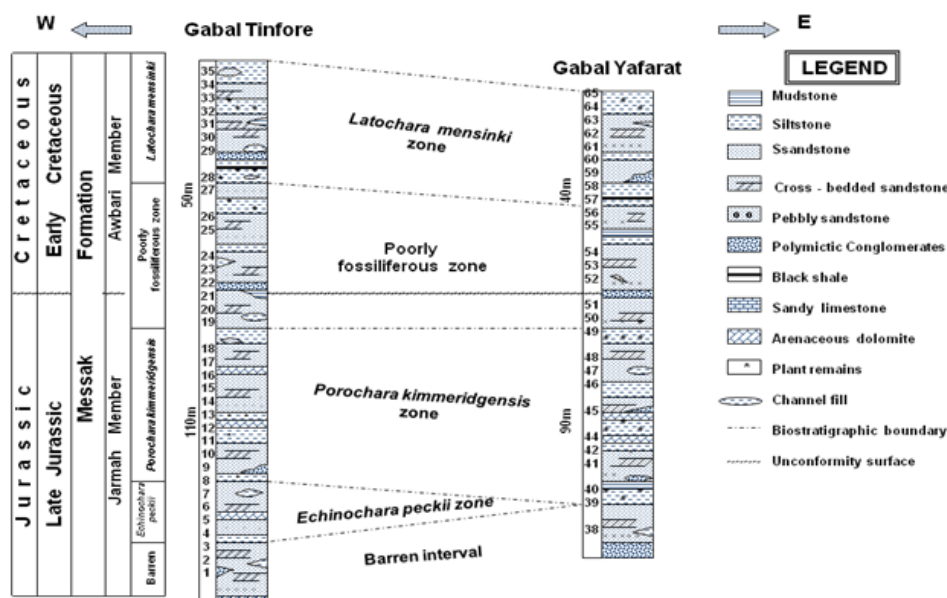 W
E
Gabal Tinfore
Gabal Yafarat
LEGEND
Mudstone
Siltstone
Ssandstone
Cross - bedded sandstone
Pebbly sandstone
Polymictic Conglomerates
Black shale
Sandy limestone
Arenaceous dolomite
Plant remains
Channel fill
Biostratigraphic boundary
Unconformity surface
Cretaceous
Jurassic
Early Cretaceous
Late Jurassic
Messak Formation
Awbari Member
Jarmah Member
Latochara mensinki
Poorly fossiliferous zone
Porochara kimmeridgensis
Echinochara peckii
Barren
50m
110m
35
34
33
32
31
30
29
28
27
26
25
24
23
22
21
20
19
18
17
16
15
14
13
12
11
10
9
8
7
6
5
4
3
2
1
Latochara mensinki
zone
Poorly
fossiliferous zone
Porochara kimmeridgensis
zone
Echinochara peckii zone
Barren interval
40m
90m
65
64
63
62
61
60
59
58
57
56
55
54
53
52
51
50
49
48
47
46
45
44
42
41
40
39
38